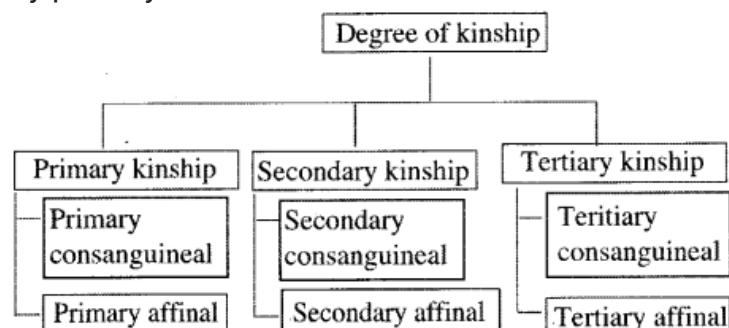 Degree of kinship
Primary kinship
Secondary kinship
Tertiary kinship
Primary
consanguineal
Secondary
consanguineal
Teritiary
consanguineal
Primary affinal
Secondary affinal
Tertiary affinal